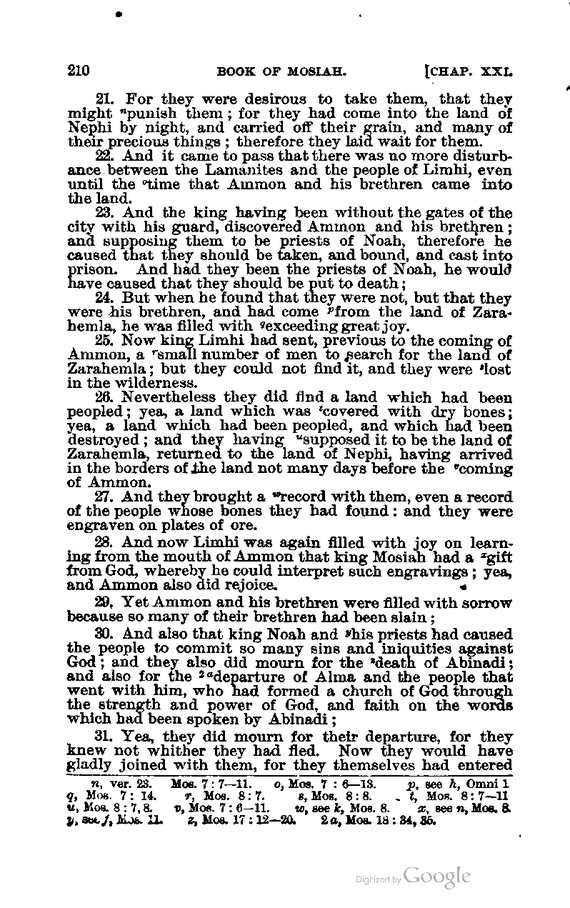 210 BOOK OF MOSIAH. [CHAP. XXI.
21. For they were desirous to take them, that they
might ⁿpunish them; for they had come into the land of
Nephi by night, and carried off their grain, and many of
their precious things; therefore they laid wait for them.
22. And it came to pass that there was no more disturb-
ance between the Lamanites and the people of Limhi, even
until the ᵒtime that Ammon and his brethren came into
the land.
23. And the king having been without the gates of the
city with his guard, discovered Ammon and his brethren;
and supposing them to be priests of Noah, therefore he
caused that they should be taken, and bound, and cast into
prison. And had they been the priests of Noah, he would
have caused that they should be put to death;
24. But when he found that they were not, but that they
were his brethren, and had come ᵖfrom the land of Zara-
hemla, he was filled with qexceeding great joy.
25. Now king Limhi had sent, previous to the coming of
Ammon, a ʳsmall number of men to search for the land of
Zarahemla; but they could not find it, and they were ˢlost
in the wilderness.
26. Nevertheless they did find a land which had been
peopled; yea, a land which was ᵗcovered with dry bones;
yea, a land which had been peopled, and which had been
destroyed; and they having ᵘsupposed it to be the land of
Zarahemla, returned to the land of Nephi, having arrived
in the borders of the land not many days before the ᵛcoming
of Ammon.
27. And they brought a ʷrecord with them, even a record
of the people whose bones they had found: and they were
engraven on plates of ore.
28. And now Limhi was again filled with joy on learn-
ing from the mouth of Ammon that king Mosiah had a ˣgift
from God, whereby he could interpret such engravings; yea,
and Ammon also did rejoice.
29. Yet Ammon and his brethren were filled with sorrow
because so many of their brethren had been slain;
30. And also that king Noah and ʸhis priests had caused
the people to commit so many sins and iniquities against
God; and they also did mourn for the ᶻdeath of Abinadi;
and also for the ²ᵃdeparture of Alma and the people that
went with him, who had formed a church of God through
the strength and power of God, and faith on the words
which had been spoken by Abinadi;
31. Yea, they did mourn for their departure, for they
knew not whither they had fled. Now they would have
gladly joined with them, for they themselves had entered
n, ver. 23. Mos. 7: 7—11. o, Mos. 7: 6—13. p, see h, Omni 1
q, Mos. 7: 14. r, Mos. 8: 7. s, Mos. 8: 8. t, Mos. 8: 7—11
u, Mos. 8: 7, 8. v, Mos. 7: 6—11. w, see k, Mos. 8. x, see n, Mos. 8.
y, see f, Mos. 11. z, Mos. 17: 12—20. 2a, Mos. 18: 34, 35.
Digitized by Google